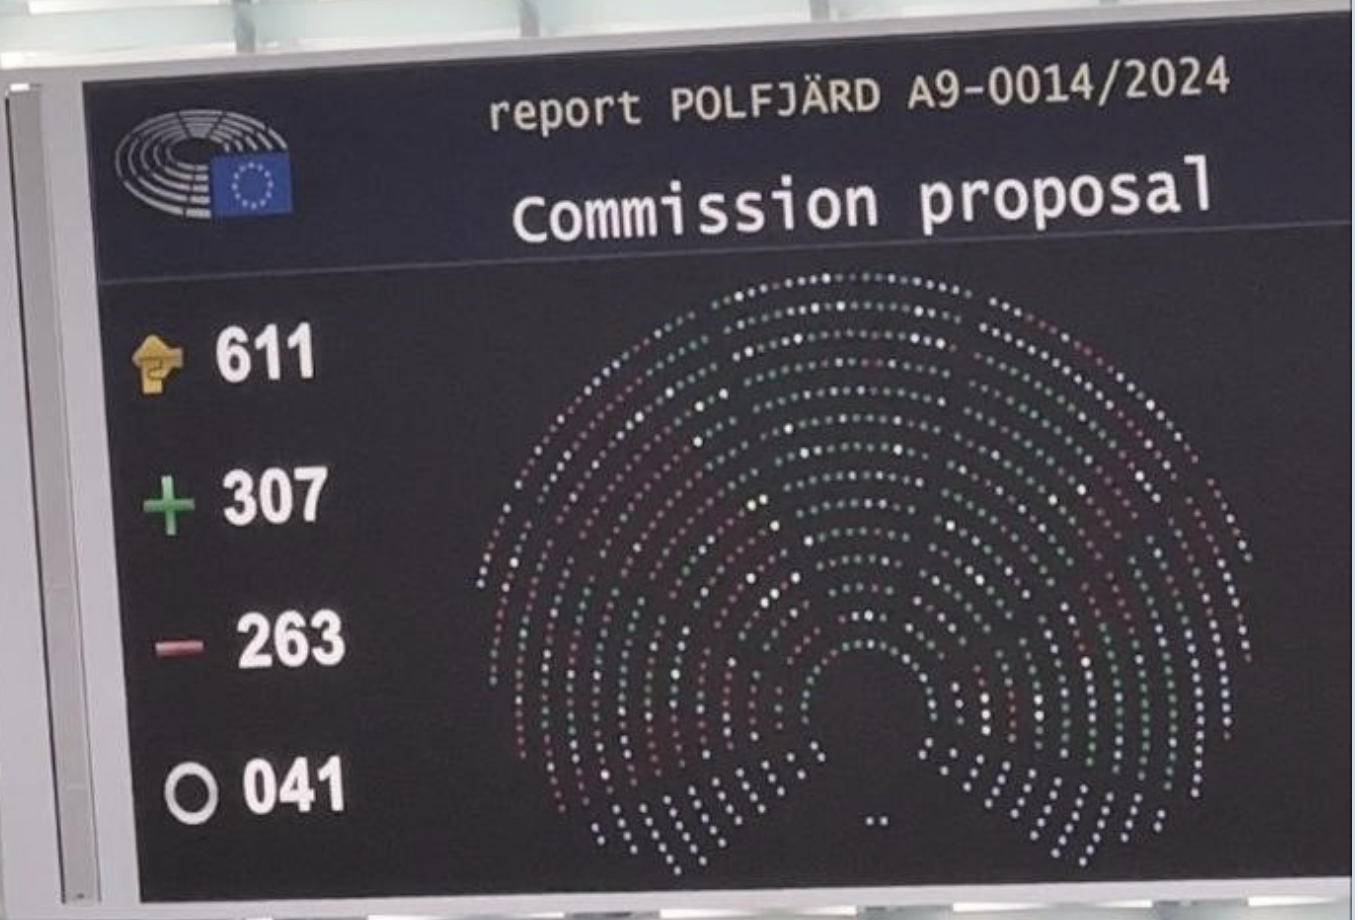 report POLFJÄRD A9-0014/2024
Commission proposal
611
307
263
041